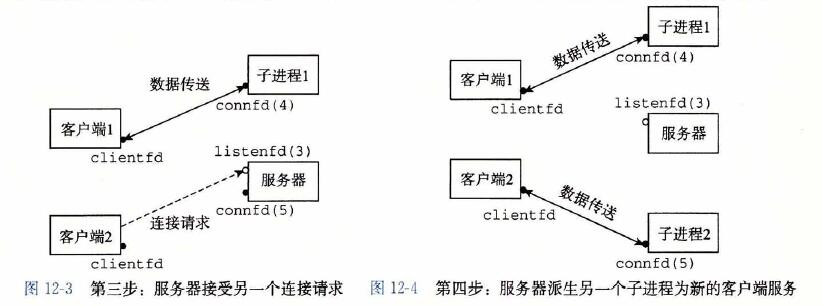 子进程1
数据传送
connfd(4)
客户端1
clientfd
listenfd(3)
服务器
connfd(5)
连接请求
客户端2
clientfd
图 12-3 第三步：服务器接受另一个连接请求
子进程1
数据传送
connfd(4)
客户端1
clientfd
listenfd(3)
服务器
客户端2
数据传送
clientfd
子进程2
connfd(5)
图 12-4 第四步：服务器派生另一个子进程为新的客户端服务